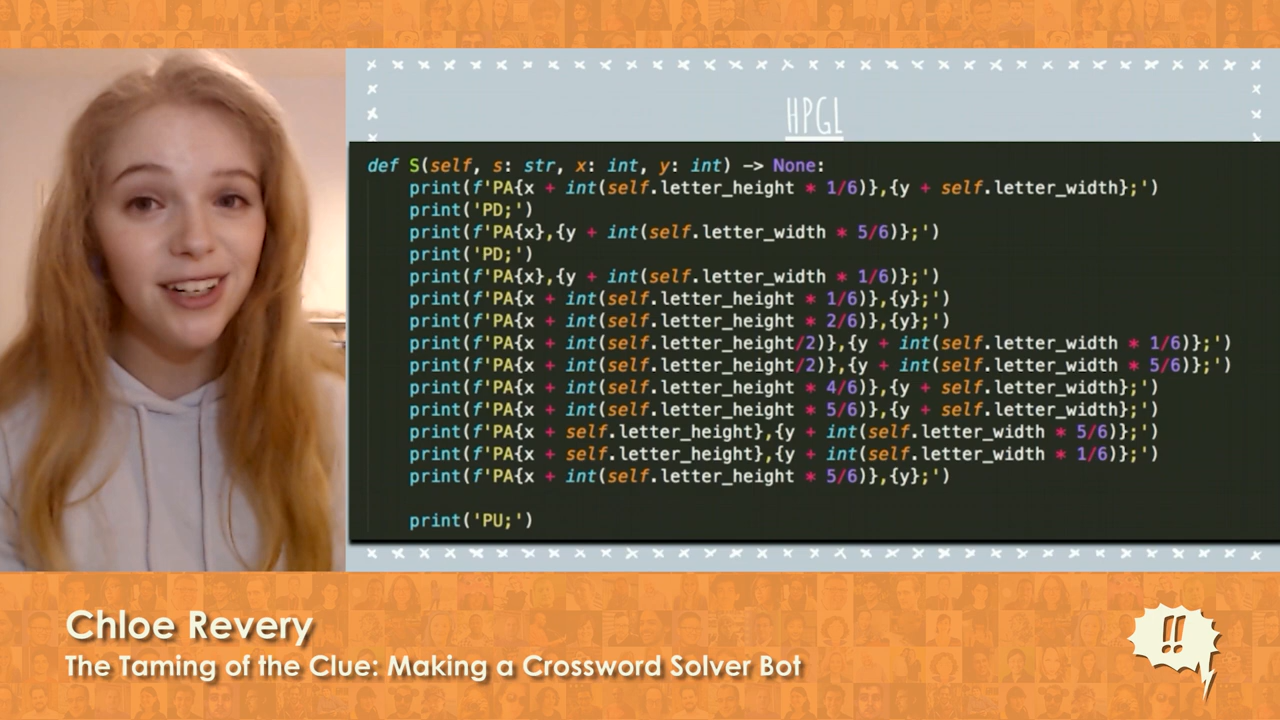 HPGL
def S(self, s: str, x: int, y: int) -> None:
    print(f'PA{x + int(self.letter_height * 1/6)},{y + self.letter_width};')
    print('PD;')
    print(f'PA{x},{y + int(self.letter_width * 5/6)};')
    print('PD;')
    print(f'PA{x},{y + int(self.letter_width * 1/6)};')
    print(f'PA{x + int(self.letter_height * 1/6)},{y};')
    print(f'PA{x + int(self.letter_height * 2/6)},{y};')
    print(f'PA{x + int(self.letter_height/2)},{y + int(self.letter_width * 1/6)};')
    print(f'PA{x + int(self.letter_height/2)},{y + int(self.letter_width * 5/6)};')
    print(f'PA{x + int(self.letter_height * 4/6)},{y + self.letter_width};')
    print(f'PA{x + int(self.letter_height * 5/6)},{y + self.letter_width};')
    print(f'PA{x + self.letter_height},{y + int(self.letter_width * 5/6)};')
    print(f'PA{x + self.letter_height},{y + int(self.letter_width * 1/6)};')
    print(f'PA{x + int(self.letter_height * 5/6)},{y};')
    print('PU;')
Chloe Revery
The Taming of the Clue: Making a Crossword Solver Bot
!!